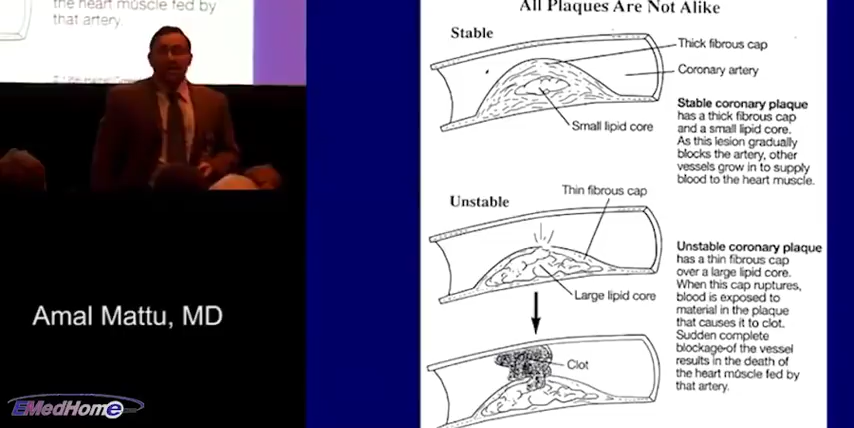 the heart muscle fed by
that artery.
Amal Mattu, MD
EMedHome
All Plaques Are Not Alike
Stable
Thick fibrous cap
Coronary artery
Small lipid core
Stable coronary plaque
has a thick fibrous cap
and a small lipid core.
As this lesion gradually
blocks the artery, other
vessels grow in to supply
blood to the heart muscle.
Unstable
Thin fibrous cap
Large lipid core
Clot
Unstable coronary plaque
has a thin fibrous cap
over a large lipid core.
When this cap ruptures,
blood is exposed to
material in the plaque
that causes it to clot.
Sudden complete
blockage of the vessel
results in the death of
the heart muscle fed by
that artery.